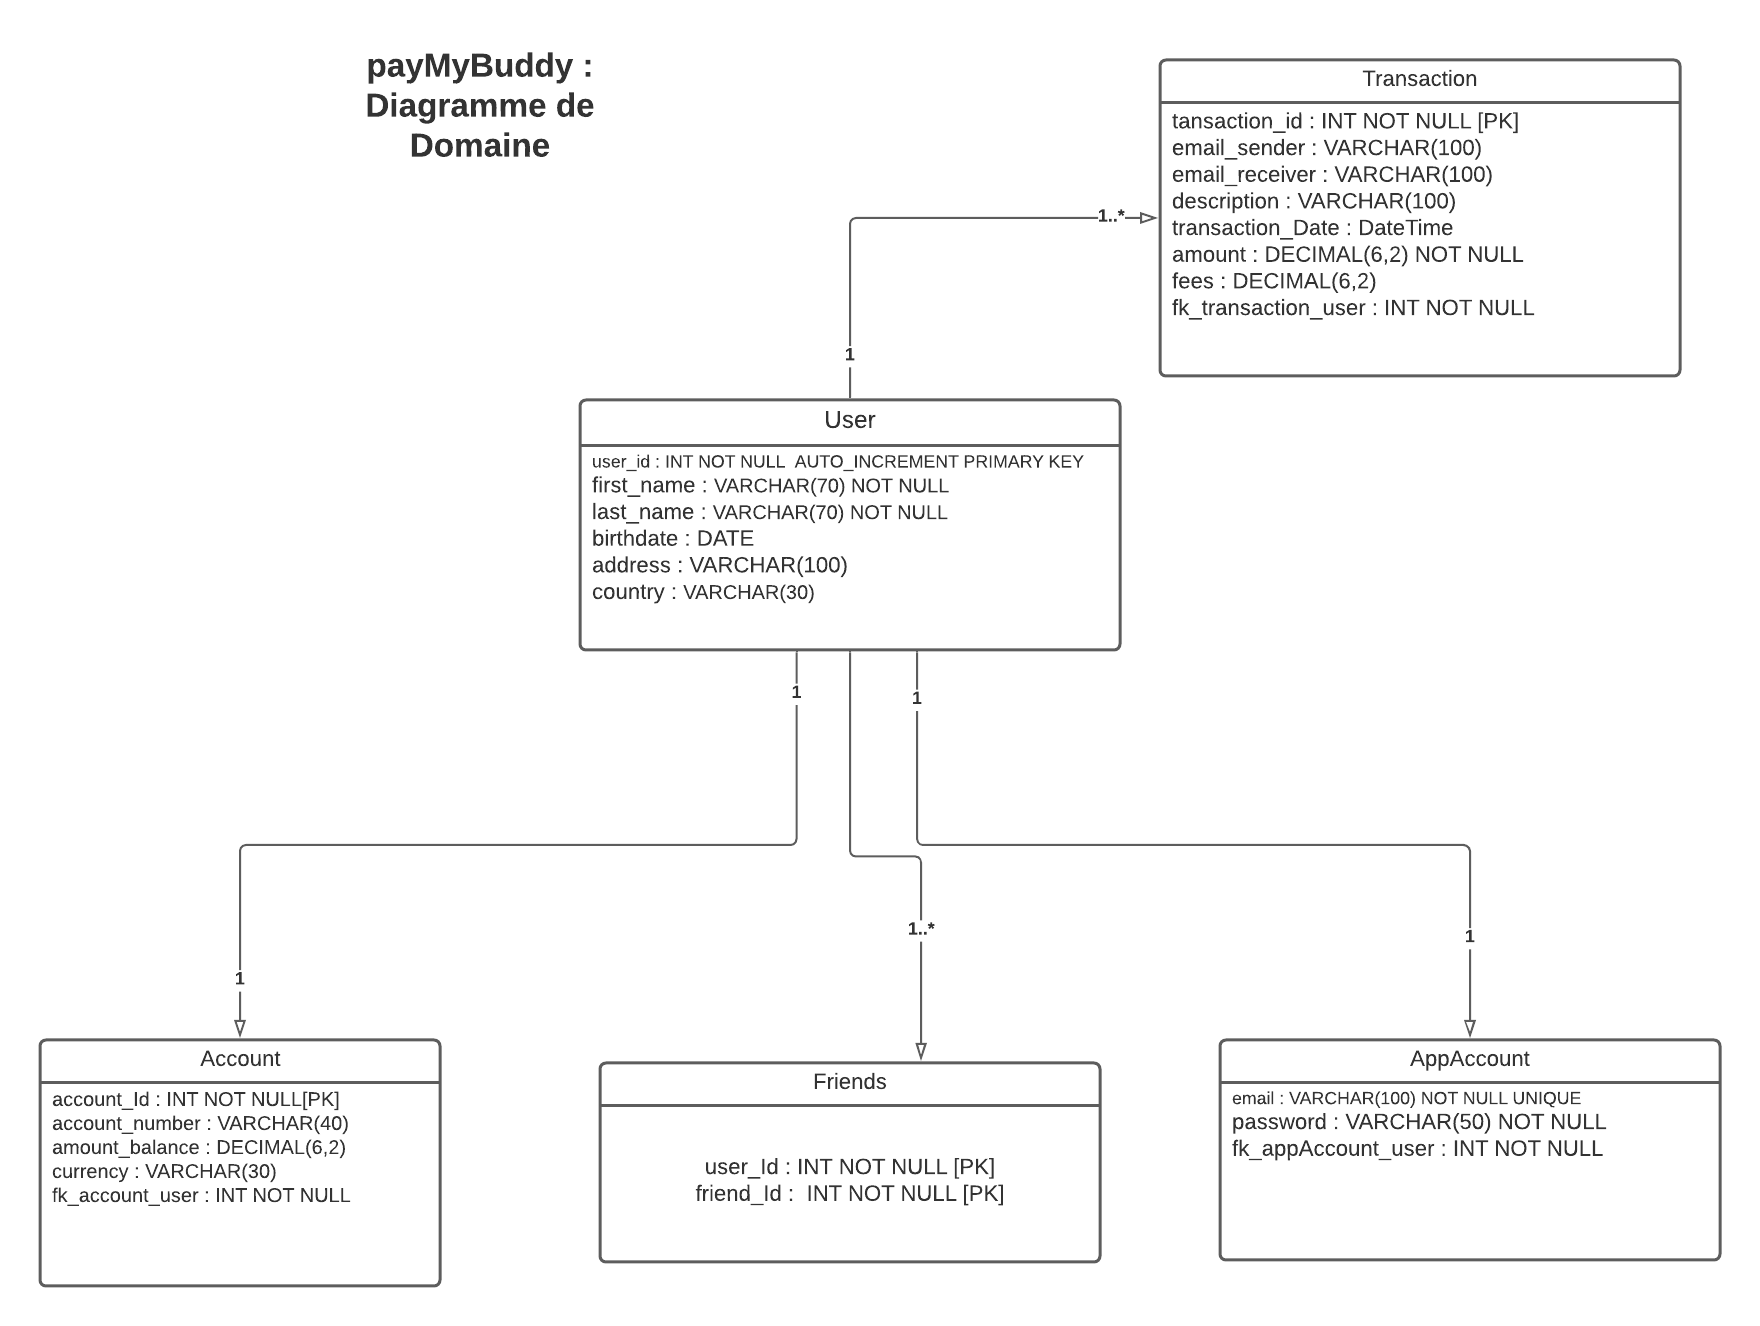 payMyBuddy :
Diagramme de
Domaine
Transaction
tansaction_id : INT NOT NULL [PK]
email_sender : VARCHAR(100)
email_receiver : VARCHAR(100)
description : VARCHAR(100)
transaction_Date : DateTime
amount : DECIMAL(6,2) NOT NULL
fees : DECIMAL(6,2)
fk_transaction_user : INT NOT NULL
1..*
1
User
user_id : INT NOT NULL  AUTO_INCREMENT PRIMARY KEY
first_name : VARCHAR(70) NOT NULL
last_name : VARCHAR(70) NOT NULL
birthdate : DATE
address : VARCHAR(100)
country : VARCHAR(30)
1
1
1..*
1
1
Account
account_Id : INT NOT NULL[PK]
account_number : VARCHAR(40)
amount_balance : DECIMAL(6,2)
currency : VARCHAR(30)
fk_account_user : INT NOT NULL
Friends
user_Id : INT NOT NULL [PK]
friend_Id :  INT NOT NULL [PK]
AppAccount
email : VARCHAR(100) NOT NULL UNIQUE
password : VARCHAR(50) NOT NULL
fk_appAccount_user : INT NOT NULL